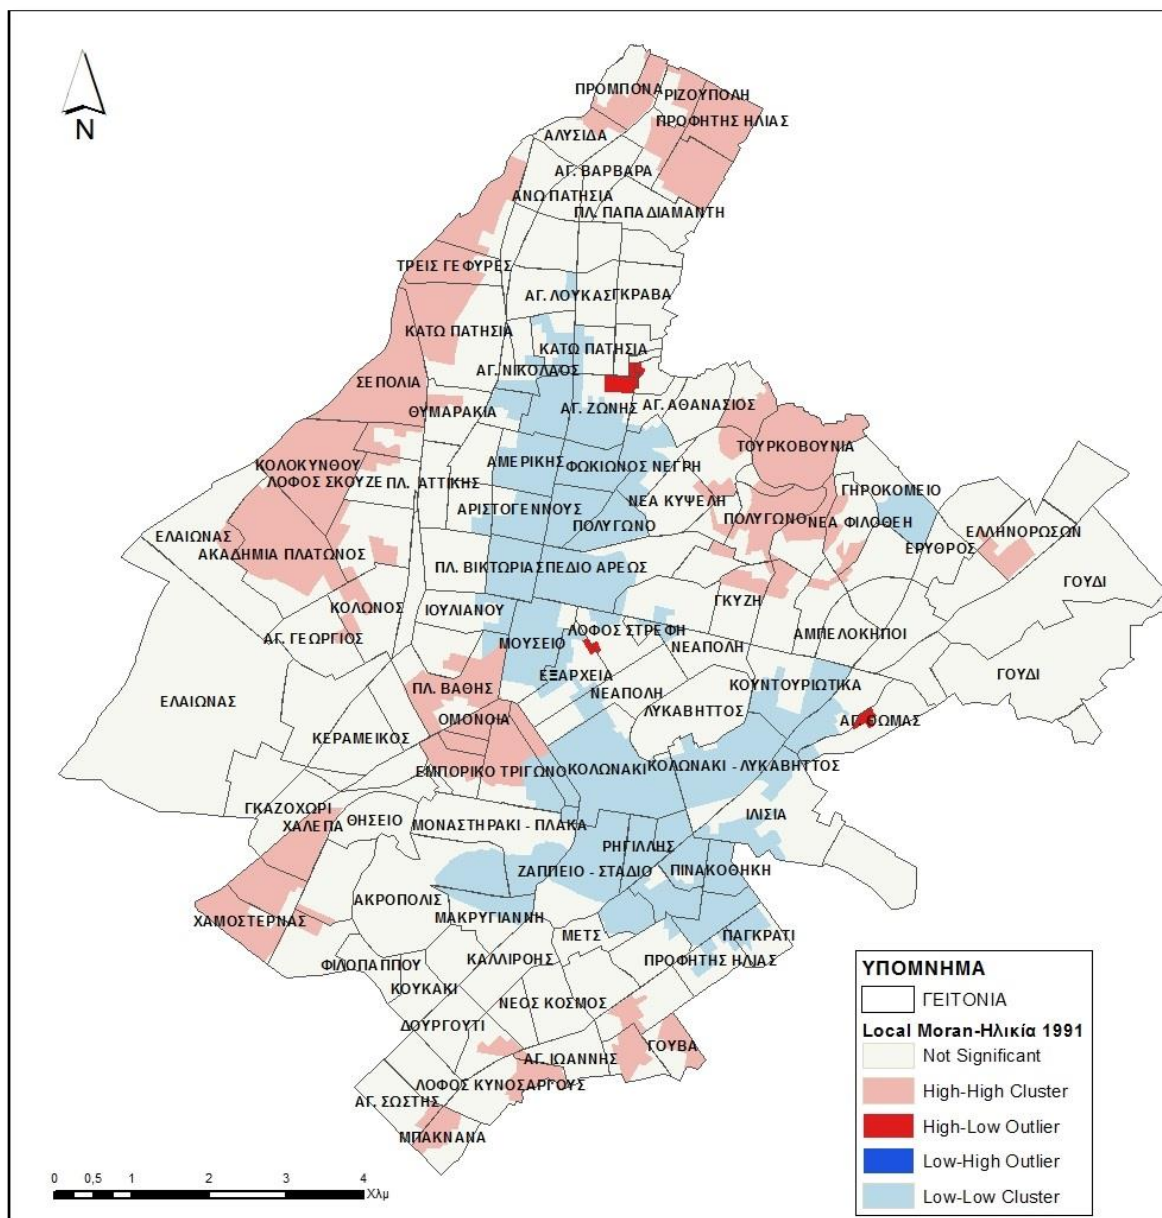 N
ΠΡΟΜΠΟΝΑ
ΡΙΖΟΥΠΟΛΗ
ΠΡΟΦΗΤΗΣ ΗΛΙΑΣ
ΑΛΥΣΙΔΑ
ΑΓ. ΒΑΡΒΑΡΑ
ΑΝΩ ΠΑΤΗΣΙΑ
ΠΛ. ΠΑΠΑΔΙΑΜΑΝΤΗ
ΤΡΕΙΣ ΓΕΦΥΡΕΣ
ΑΓ. ΛΟΥΚΑΣ
ΓΚΡΑΒΑ
ΚΑΤΩ ΠΑΤΗΣΙΑ
ΚΑΤΩ ΠΑΤΗΣΙΑ
ΑΓ. ΝΙΚΟΛΑΟΣ
ΣΕΠΟΛΙΑ
ΘΥΜΑΡΑΚΙΑ
ΑΓ. ΖΩΝΗΣ
ΑΓ. ΑΘΑΝΑΣΙΟΣ
ΤΟΥΡΚΟΒΟΥΝΙΑ
ΚΟΛΟΚΥΝΘΟΥ
ΛΟΦΟΣ ΣΚΟΥΖΕ
ΠΛ. ΑΤΤΙΚΗΣ
ΑΜΕΡΙΚΗΣ
ΦΩΚΙΩΝΟΣ ΝΕΓΡΗ
ΓΗΡΟΚΟΜΕΙΟ
ΑΡΙΣΤΟΓΕΝΝΟΥΣ
ΝΕΑ ΚΥΨΕΛΗ
ΠΟΛΥΓΩΝΟ
ΠΟΛΥΓΩΝΟ
ΝΕΑ ΦΙΛΟΘΕΗ
ΕΛΛΗΝΟΡΩΣΩΝ
ΕΛΑΙΩΝΑΣ
ΑΚΑΔΗΜΙΑ ΠΛΑΤΩΝΟΣ
ΕΡΥΘΡΟΣ
ΠΛ. ΒΙΚΤΩΡΙΑΣ
ΠΕΔΙΟ ΑΡΕΩΣ
ΓΟΥΔΙ
ΚΟΛΩΝΟΣ
ΙΟΥΛΙΑΝΟΥ
ΓΚΥΖΗ
ΑΓ. ΓΕΩΡΓΙΟΣ
ΜΟΥΣΕΙΟ
ΛΟΦΟΣ ΣΤΡΕΦΗ
ΝΕΑΠΟΛΗ
ΑΜΠΕΛΟΚΗΠΟΙ
ΕΛΑΙΩΝΑΣ
ΠΛ. ΒΑΘΗΣ
ΕΞΑΡΧΕΙΑ
ΝΕΑΠΟΛΗ
ΚΟΥΝΤΟΥΡΙΩΤΙΚΑ
ΓΟΥΔΙ
ΚΕΡΑΜΕΙΚΟΣ
ΟΜΟΝΟΙΑ
ΛΥΚΑΒΗΤΤΟΣ
ΑΓ. ΘΩΜΑΣ
ΕΜΠΟΡΙΚΟ ΤΡΙΓΩΝΟ
ΚΟΛΩΝΑΚΙ
ΚΟΛΩΝΑΚΙ - ΛΥΚΑΒΗΤΤΟΣ
ΓΚΑΖΟΧΩΡΙ
ΧΑΛΕΠΑ
ΘΗΣΕΙΟ
ΜΟΝΑΣΤΗΡΑΚΙ - ΠΛΑΚΑ
ΙΛΙΣΙΑ
ΡΗΓΙΛΛΗΣ
ΖΑΠΠΕΙΟ - ΣΤΑΔΙΟ
ΠΙΝΑΚΟΘΗΚΗ
ΧΑΜΟΣΤΕΡΝΑΣ
ΑΚΡΟΠΟΛΙΣ
ΜΑΚΡΥΓΙΑΝΝΗ
ΜΕΤΣ
ΠΑΓΚΡΑΤΙ
ΦΙΛΟΠΑΠΠΟΥ
ΚΑΛΛΙΡΟΗΣ
ΠΡΟΦΗΤΗΣ ΗΛΙΑΣ
ΚΟΥΚΑΚΙ
ΝΕΟΣ ΚΟΣΜΟΣ
ΔΟΥΡΓΟΥΤΙ
ΑΓ. ΙΩΑΝΝΗΣ
ΓΟΥΒΑ
ΛΟΦΟΣ ΚΥΝΟΣΑΡΓΟΥΣ
ΑΓ. ΣΩΣΤΗΣ
ΜΠΑΚΝΑΝΑ
ΥΠΟΜΝΗΜΑ
ΓΕΙΤΟΝΙΑ
Local Moran-Ηλικία 1991
Not Significant
High-High Cluster
High-Low Outlier
Low-High Outlier
Low-Low Cluster
0 0,5 1 2 3 4
Χλμ